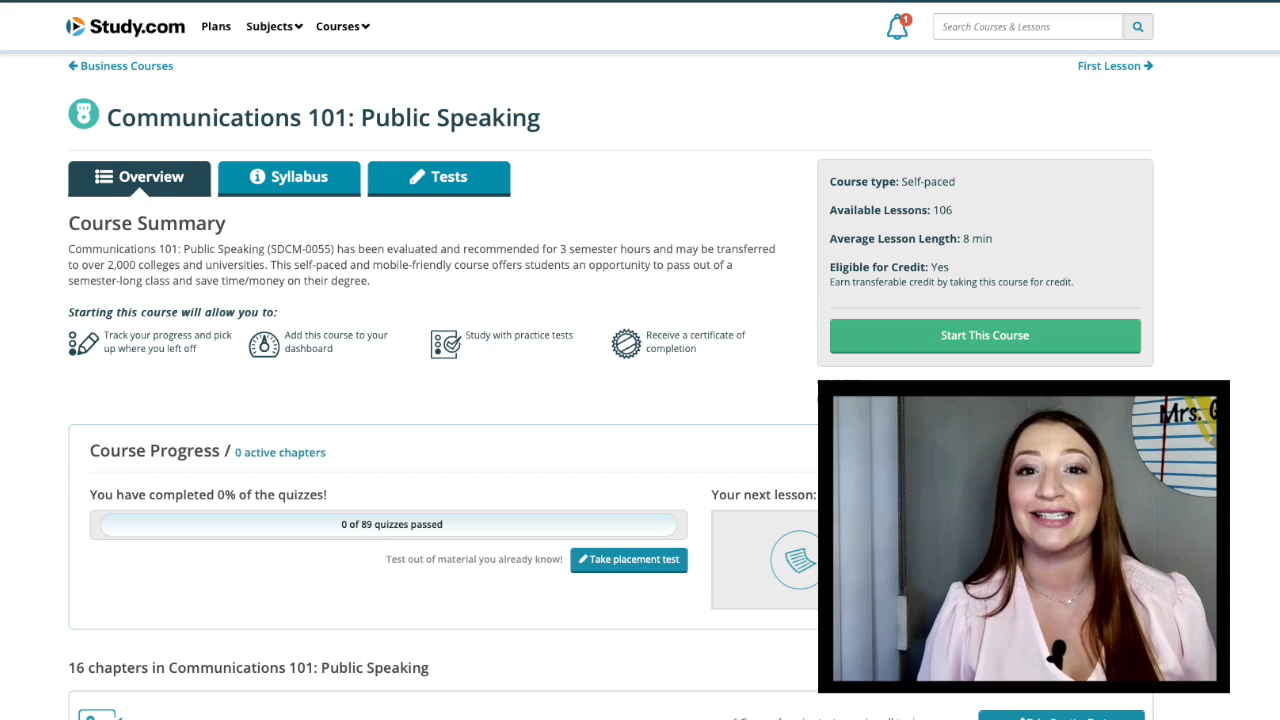 Study.com
Plans
Subjects
Courses
1
Search Courses & Lessons
Business Courses
First Lesson
Communications 101: Public Speaking
Overview
Syllabus
Tests
Course Summary
Communications 101: Public Speaking (SDCM-0055) has been evaluated and recommended for 3 semester hours and may be transferred
to over 2,000 colleges and universities. This self-paced and mobile-friendly course offers students an opportunity to pass out of a
semester-long class and save time/money on their degree.
Starting this course will allow you to:
Track your progress and pick
up where you left off
Add this course to your
dashboard
Study with practice tests
Receive a certificate of
completion
Course type: Self-paced
Available Lessons: 106
Average Lesson Length: 8 min
Eligible for Credit: Yes
Earn transferable credit by taking this course for credit.
Start This Course
Course Progress / 0 active chapters
You have completed 0% of the quizzes!
0 of 89 quizzes passed
Test out of material you already know!
Take placement test
Your next lesson:
Mrs.
16 chapters in Communications 101: Public Speaking